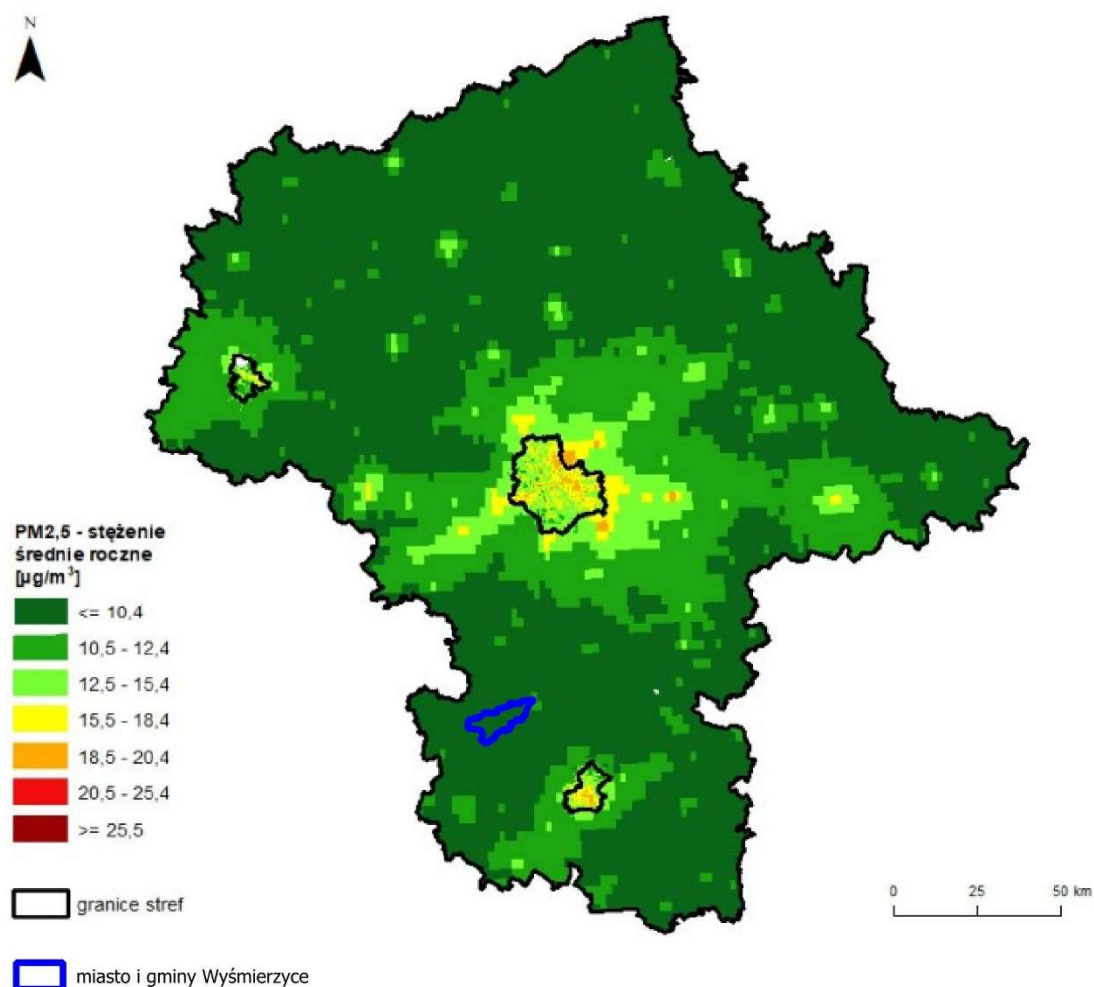 N
PM2,5 - stężenie
średnie roczne
[µg/m³]
<= 10,4
10,5 - 12,4
12,5 - 15,4
15,5 - 18,4
18,5 - 20,4
20,5 - 25,4
>= 25,5
granice stref
0 25 50 km
miasto i gminy Wyśmierzyce